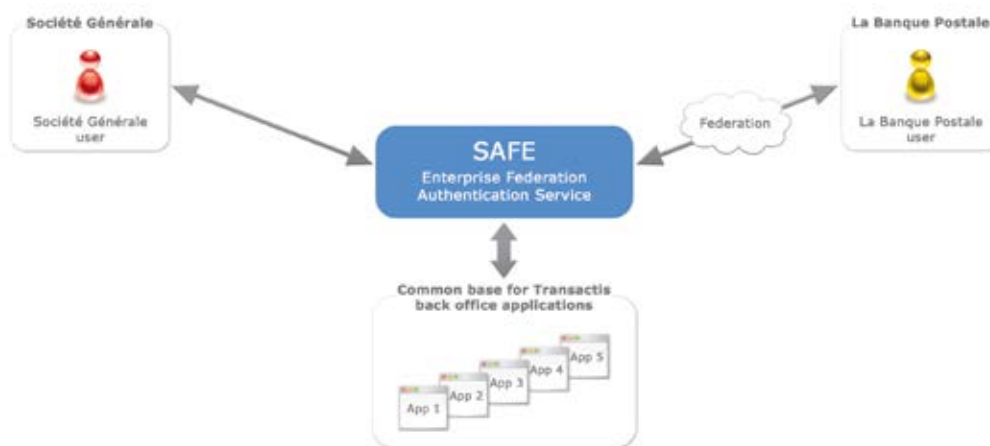 Société Générale
Société Générale
user
La Banque Postale
La Banque Postale
user
Federation
SAFE
Enterprise Federation
Authentication Service
Common base for Transactis
back office applications
App 1
App 2
App 3
App 4
App 5